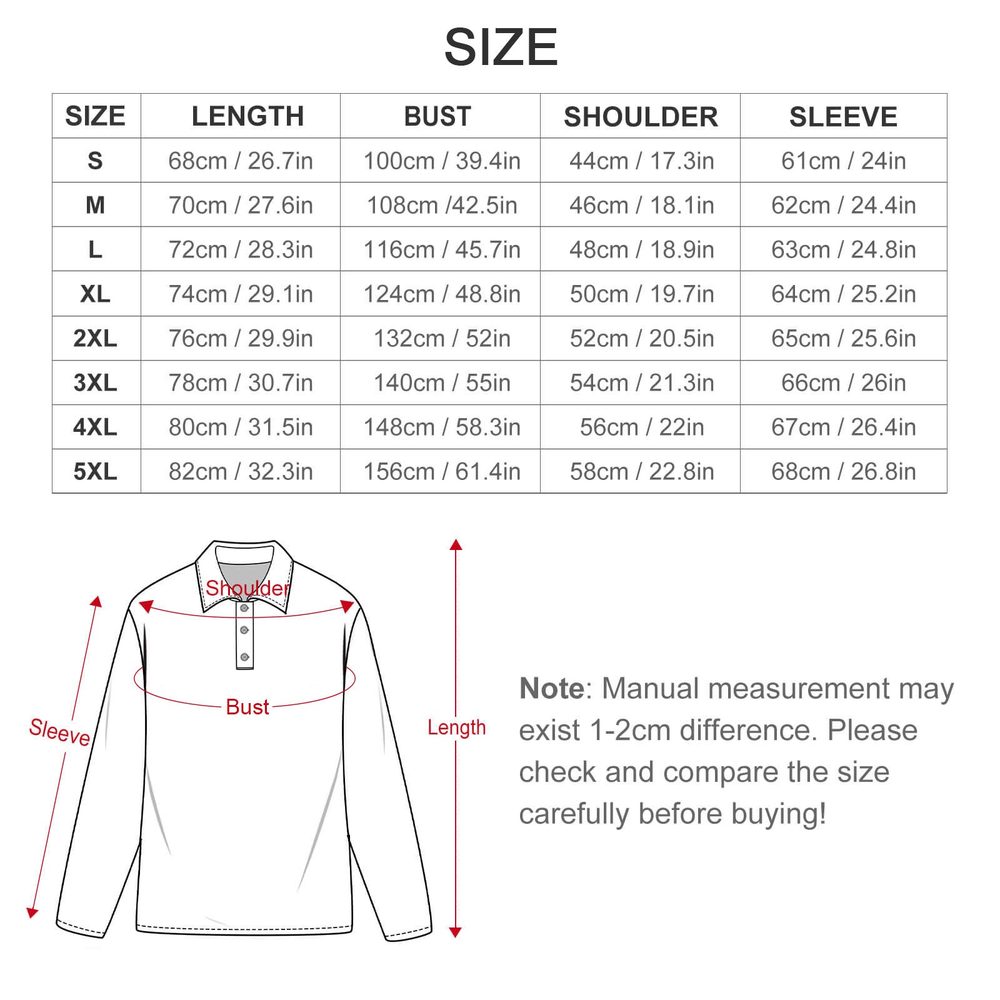 SIZE
SIZE LENGTH BUST SHOULDER SLEEVE
S 68cm / 26.7in 100cm / 39.4in 44cm / 17.3in 61cm / 24in
M 70cm / 27.6in 108cm /42.5in 46cm / 18.1in 62cm / 24.4in
L 72cm / 28.3in 116cm / 45.7in 48cm / 18.9in 63cm / 24.8in
XL 74cm / 29.1in 124cm / 48.8in 50cm / 19.7in 64cm / 25.2in
2XL 76cm / 29.9in 132cm / 52in 52cm / 20.5in 65cm / 25.6in
3XL 78cm / 30.7in 140cm / 55in 54cm / 21.3in 66cm / 26in
4XL 80cm / 31.5in 148cm / 58.3in 56cm / 22in 67cm / 26.4in
5XL 82cm / 32.3in 156cm / 61.4in 58cm / 22.8in 68cm / 26.8in
Shoulder
Bust
Sleeve
Length
Note: Manual measurement may
exist 1-2cm difference. Please
check and compare the size
carefully before buying!